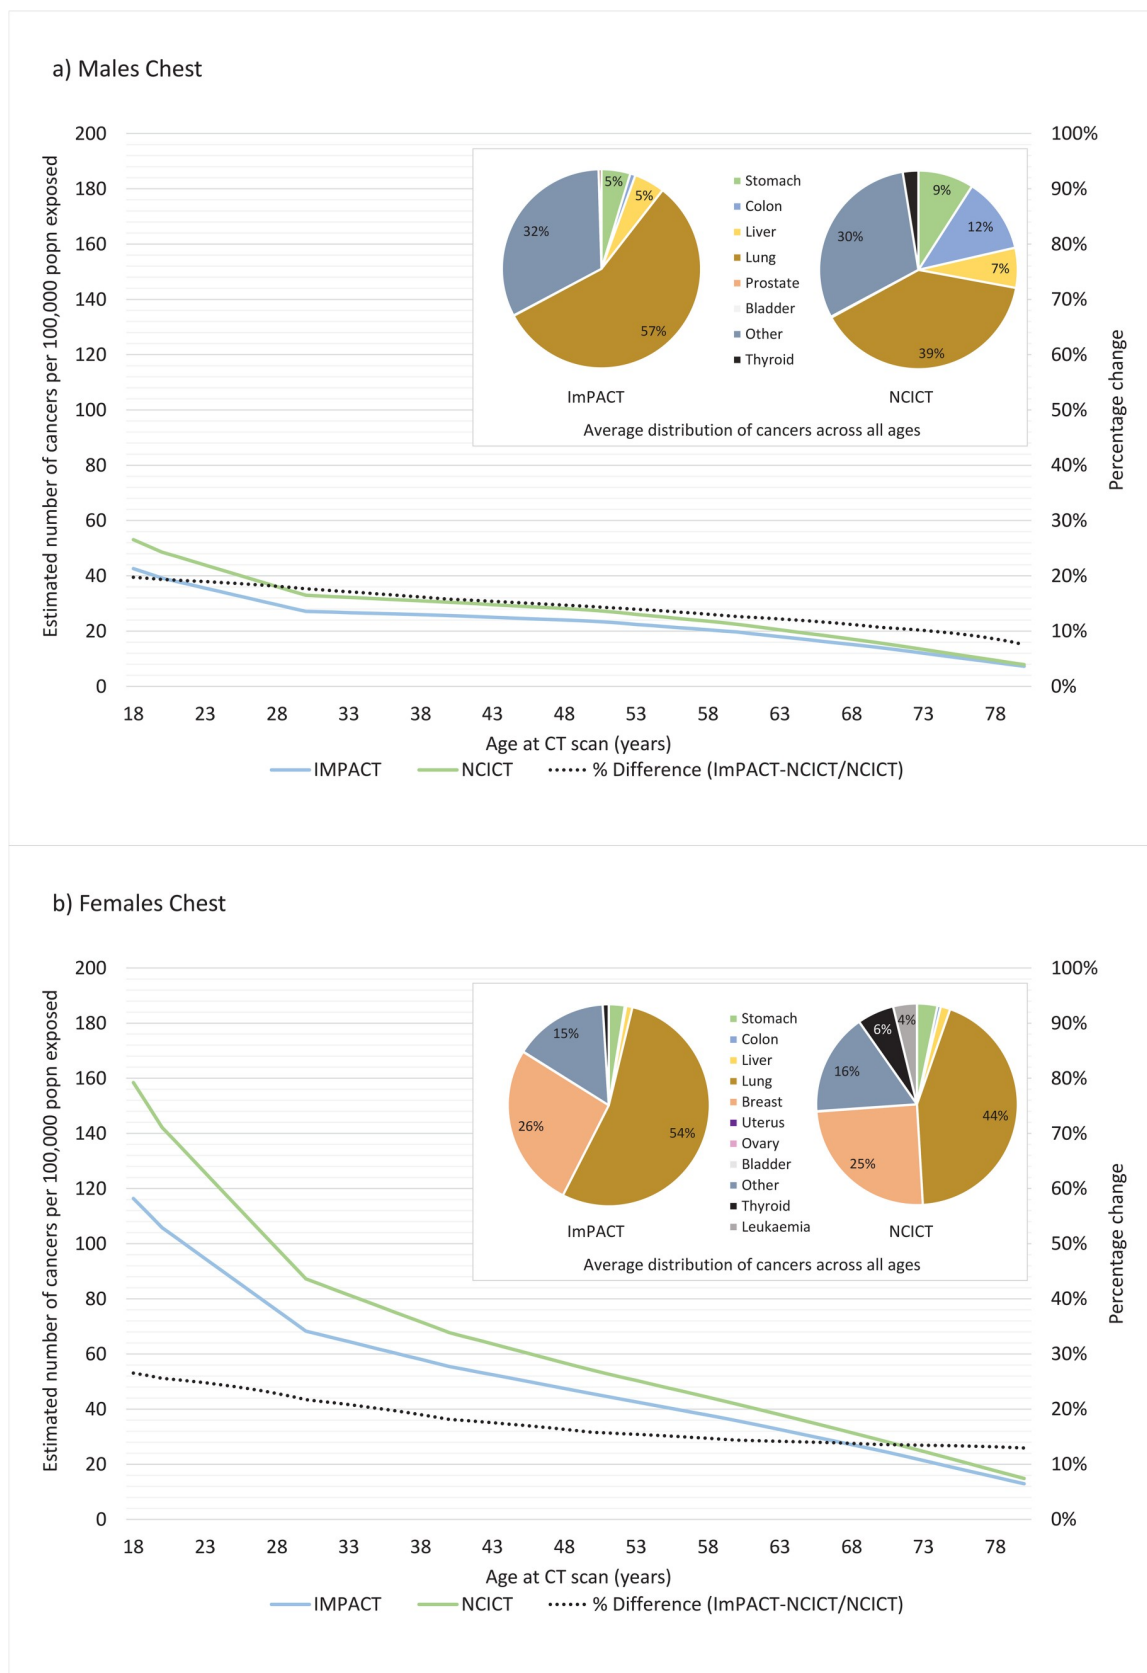 a) Males Chest
Estimated number of cancers per 100,000 popn exposed
200
180
160
140
120
100
80
60
40
20
0
100%
90%
80%
70%
60%
50%
40%
30%
20%
10%
0%
Percentage change
5%
5%
57%
32%
ImPACT
Stomach
Colon
Liver
Lung
Prostate
Bladder
Other
Thyroid
9%
12%
7%
39%
30%
NCICT
Average distribution of cancers across all ages
18 23 28 33 38 43 48 53 58 63 68 73 78
Age at CT scan (years)
IMPACT NCICT % Difference (ImPACT-NCICT/NCICT)
b) Females Chest
Estimated number of cancers per 100,000 popn exposed
200
180
160
140
120
100
80
60
40
20
0
100%
90%
80%
70%
60%
50%
40%
30%
20%
10%
0%
Percentage change
15%
26%
54%
ImPACT
Stomach
Colon
Liver
Lung
Breast
Uterus
Ovary
Bladder
Other
Thyroid
Leukaemia
4%
6%
16%
25%
44%
NCICT
Average distribution of cancers across all ages
18 23 28 33 38 43 48 53 58 63 68 73 78
Age at CT scan (years)
IMPACT NCICT % Difference (ImPACT-NCICT/NCICT)